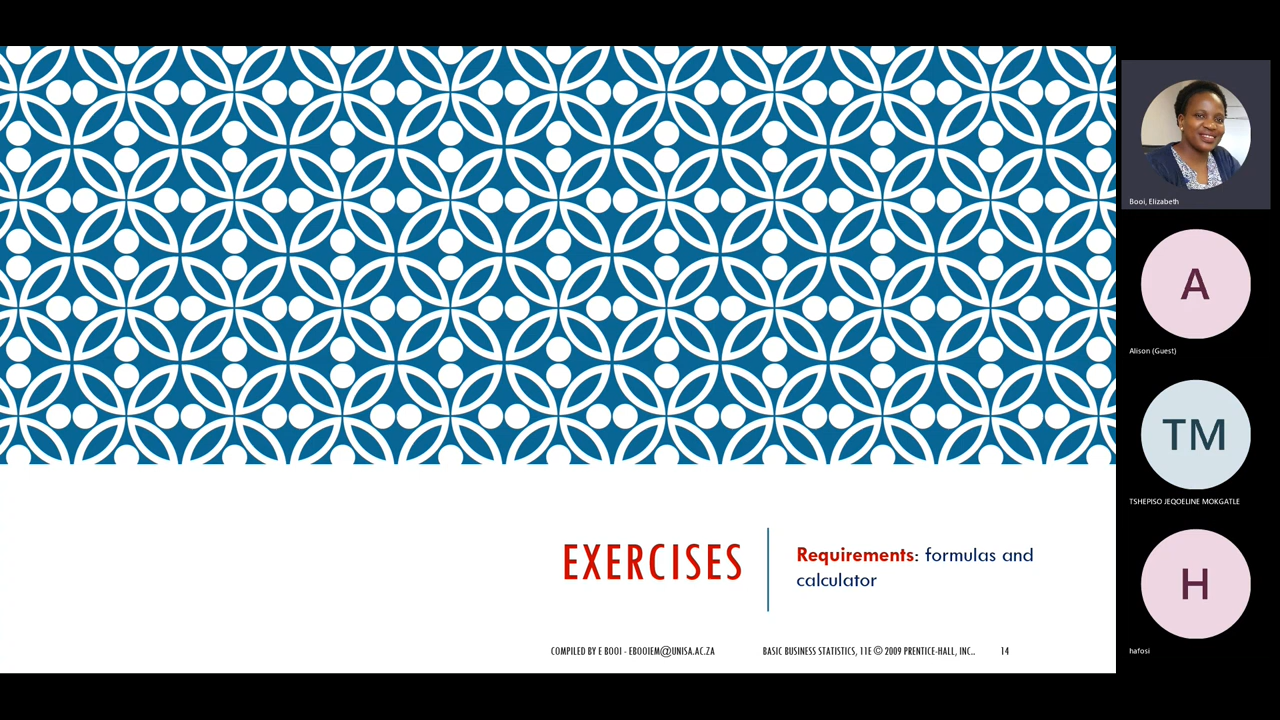 EXERCISES
Requirements: formulas and
calculator
COMPILED BY E BOOI - EBOOIEM@UNISA.AC.ZA
BASIC BUSINESS STATISTICS, 11E © 2009 PRENTICE-HALL, INC..
14
Booi, Elizabeth
A
Alison (Guest)
TM
TSHEPISO JEQOELINE MOKGATLE
H
hafosi